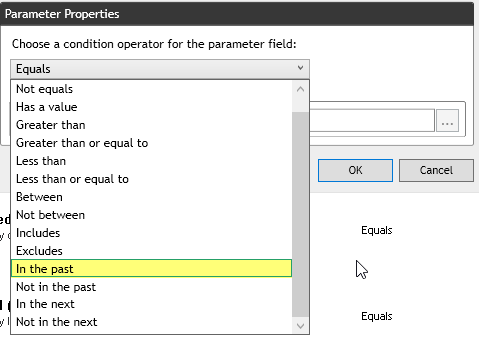 Parameter Properties
Choose a condition operator for the parameter field:
Equals
Not equals
Has a value
Greater than
Greater than or equal to
Less than
Less than or equal to
Between
Not between
Includes
Excludes
In the past
Not in the past
In the next
Not in the next
...
OK
Cancel
Equals
Equals